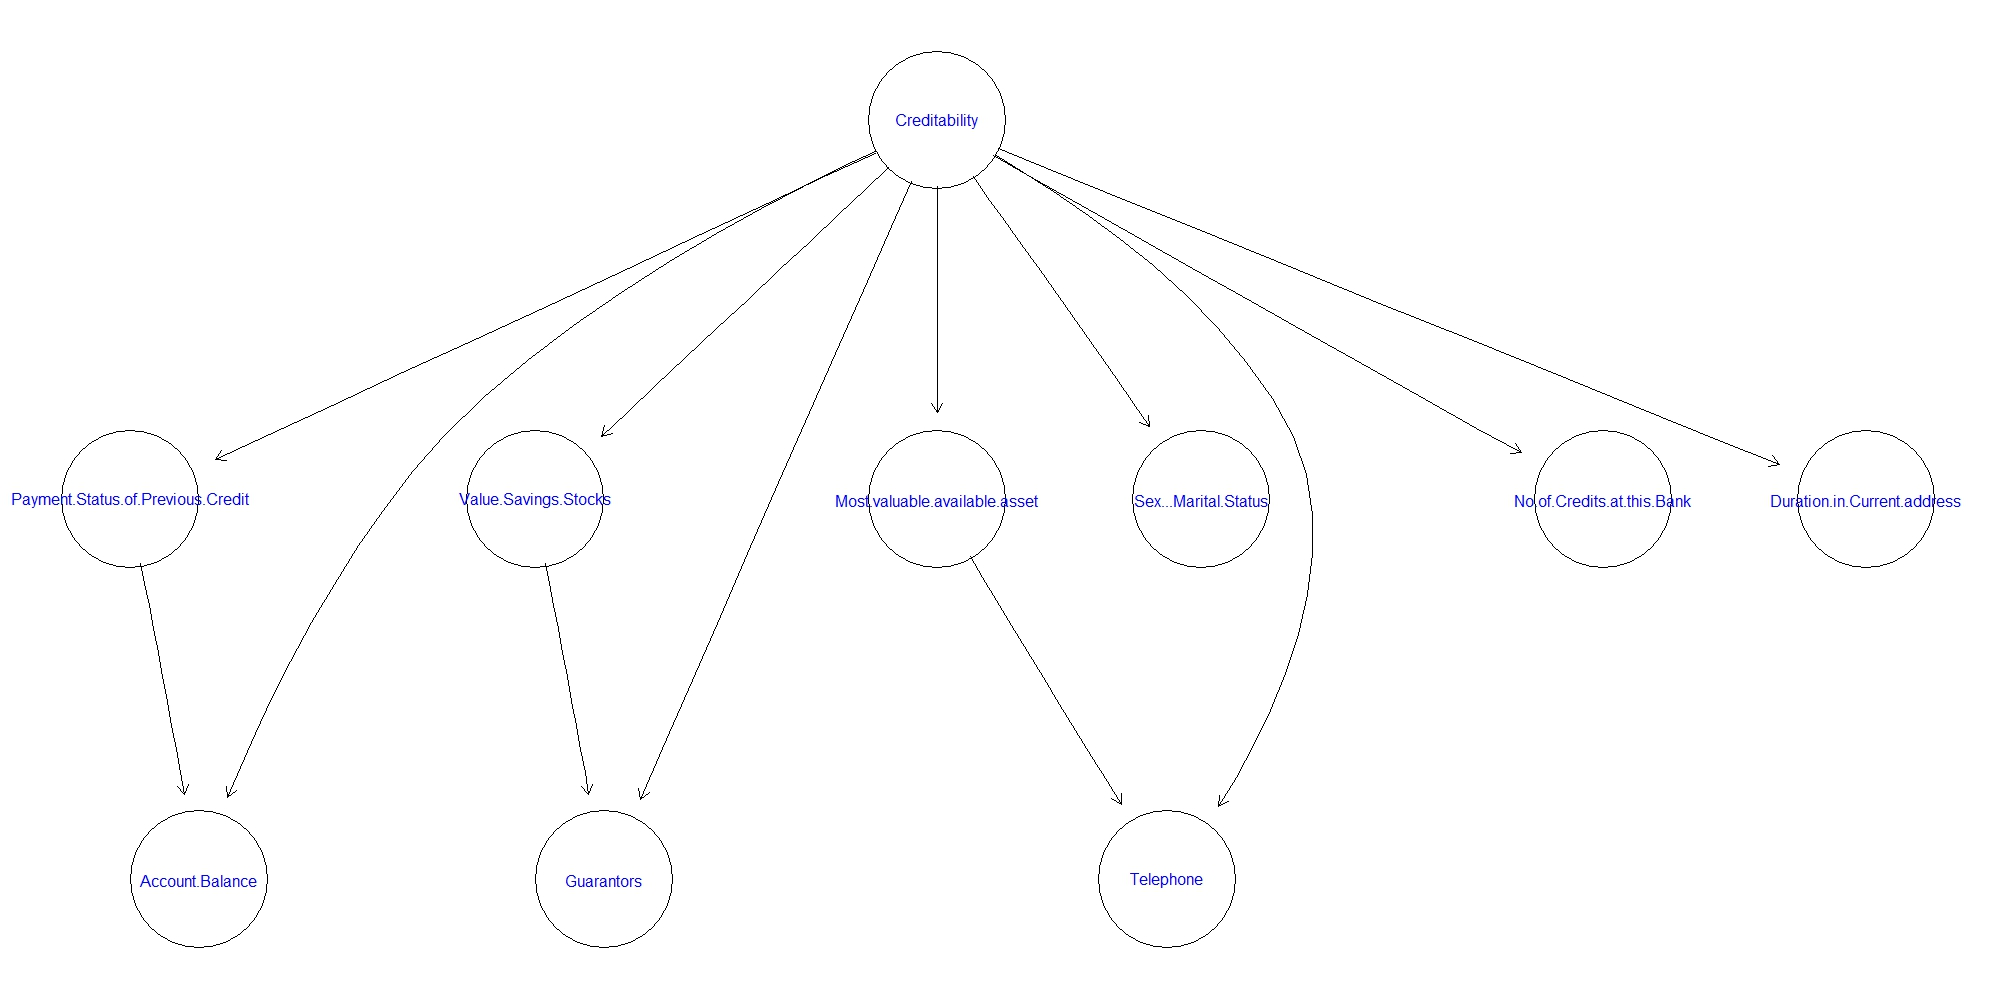 Creditability
Payment.Status.of.Previous.Credit
Value.Savings.Stocks
Most.valuable.available.asset
Sex...Marital.Status
No.of.Credits.at.this.Bank
Duration.in.Current.address
Account.Balance
Guarantors
Telephone